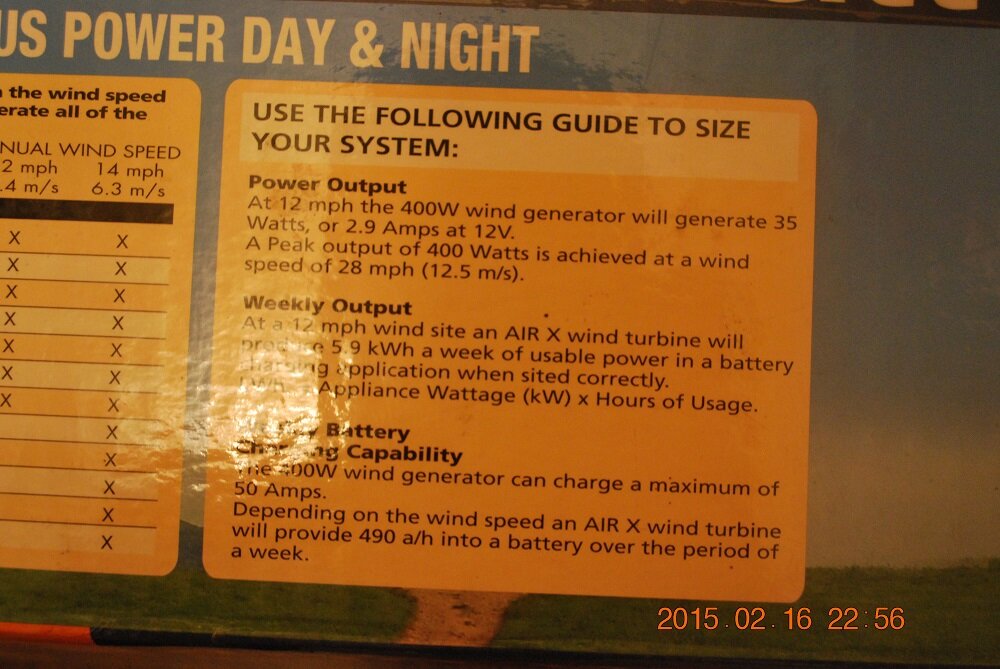 US POWER DAY & NIGHT
the wind speed
erate all of the
NUAL WIND SPEED
2 mph 14 mph
.4 m/s 6.3 m/s
X X
X X
X X
X X
X X
X X
X X
X
X
X
X
X
USE THE FOLLOWING GUIDE TO SIZE
YOUR SYSTEM:
Power Output
At 12 mph the 400W wind generator will generate 35
Watts, or 2.9 Amps at 12V.
A Peak output of 400 Watts is achieved at a wind
speed of 28 mph (12.5 m/s).
Weekly Output
At a 12 mph wind site an AIR X wind turbine will
produce 5.9 kWh a week of usable power in a battery
charging application when sited correctly.
kWh Appliance Wattage (kW) x Hours of Usage.
Battery
Charging Capability
The 400W wind generator can charge a maximum of
50 Amps.
Depending on the wind speed an AIR X wind turbine
will provide 490 a/h into a battery over the period of
a week.
2015.02.16 22:56